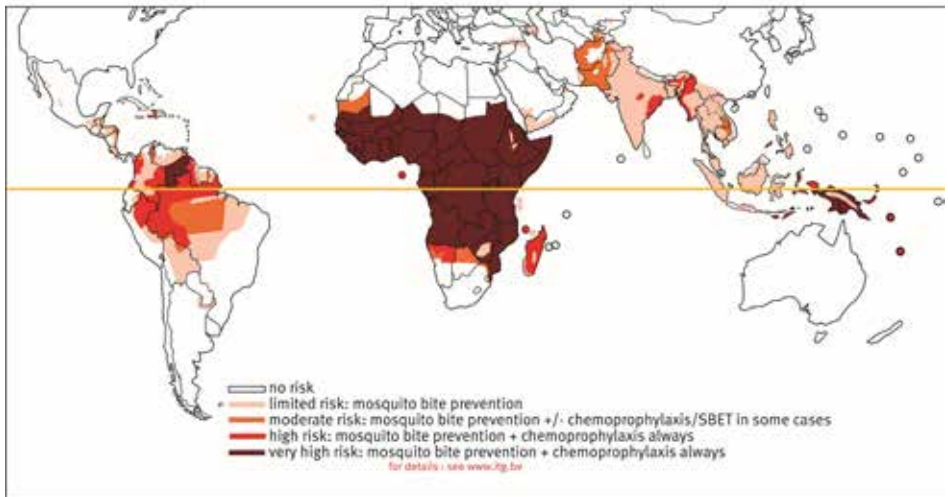 no risk
limited risk: mosquito bite prevention
moderate risk: mosquito bite prevention +/- chemoprophylaxis/SBET in some cases
high risk: mosquito bite prevention + chemoprophylaxis always
very high risk: mosquito bite prevention + chemoprophylaxis always
for details : see www.itg.be